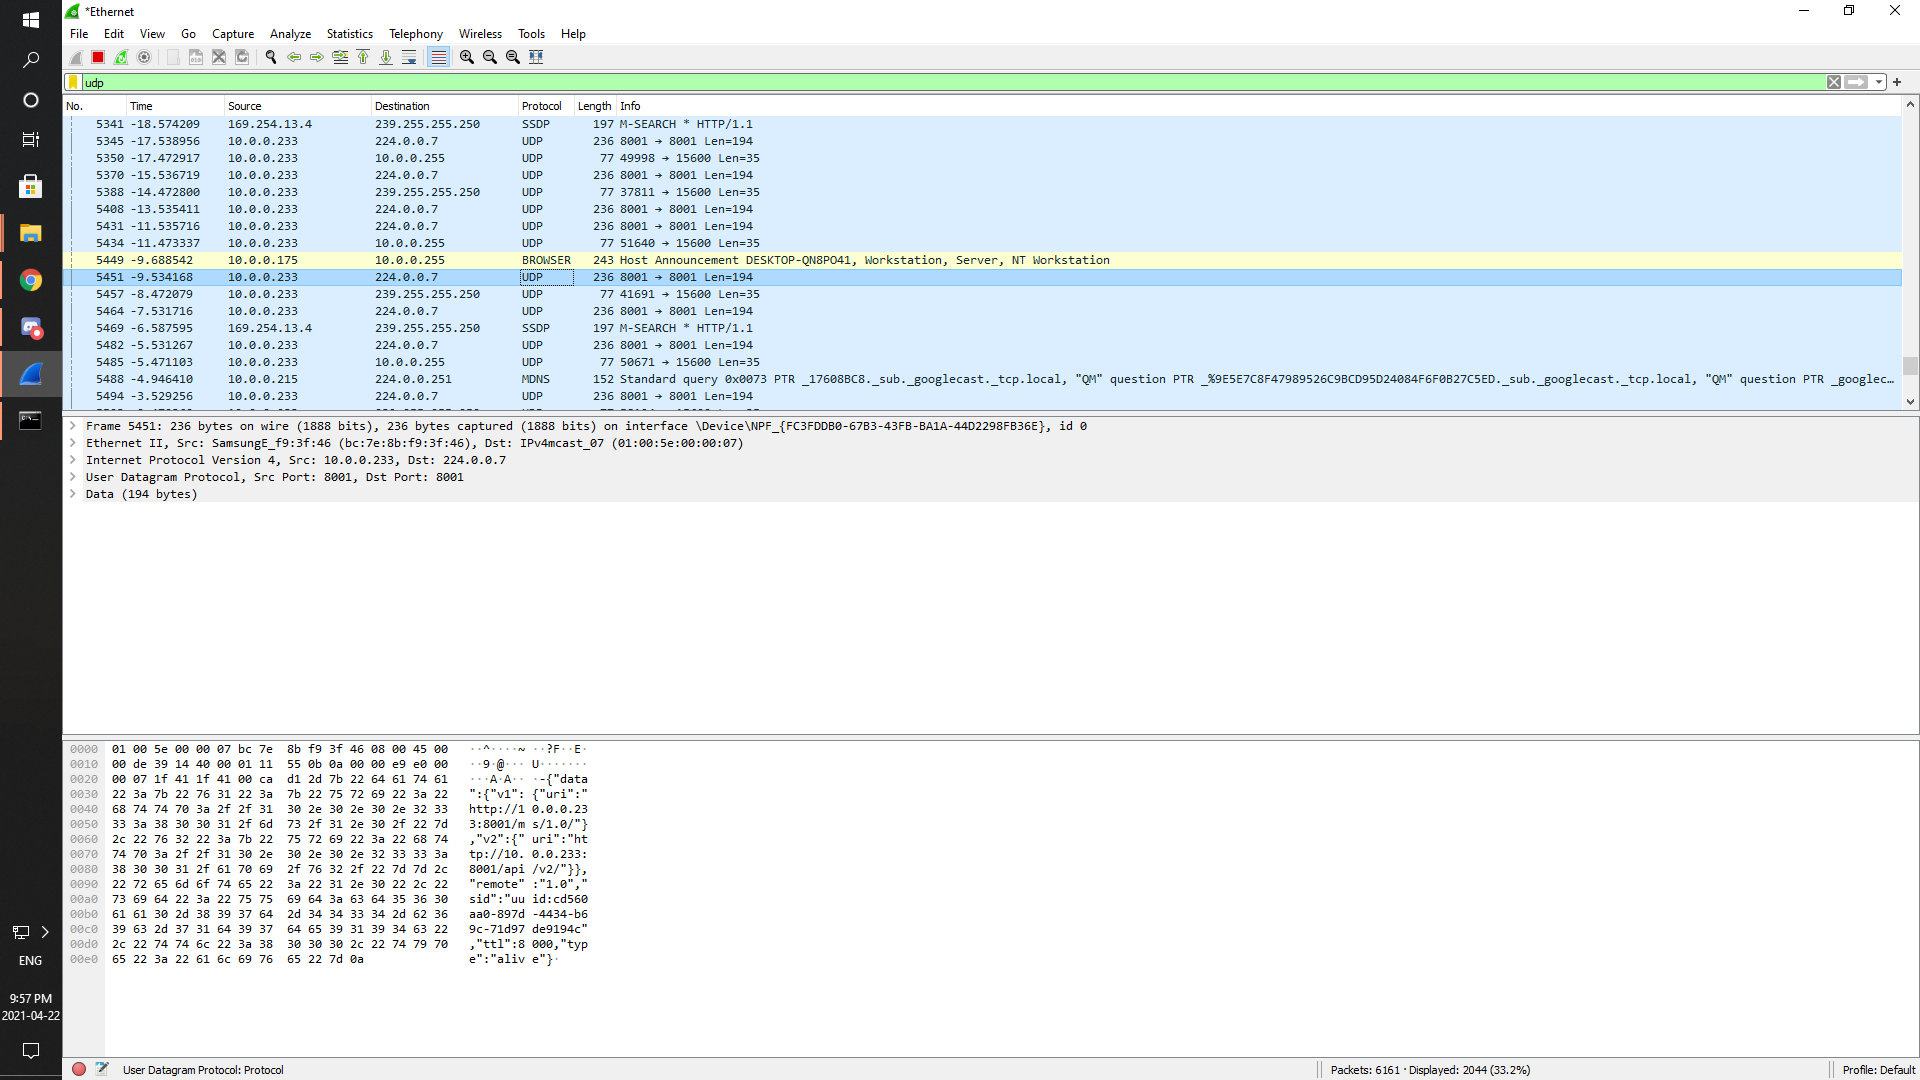 *Ethernet
File Edit View Go Capture Analyze Statistics Telephony Wireless Tools Help
udp
No. Time Source Destination Protocol Length Info
5341 -18.574209 169.254.13.4 239.255.255.250 SSDP 197 M-SEARCH * HTTP/1.1
5345 -17.538956 10.0.0.233 224.0.0.7 UDP 236 8001 → 8001 Len=194
5350 -17.472917 10.0.0.233 10.0.0.255 UDP 77 49998 → 15600 Len=35
5370 -15.536719 10.0.0.233 224.0.0.7 UDP 236 8001 → 8001 Len=194
5388 -14.472800 10.0.0.233 239.255.255.250 UDP 77 37811 → 15600 Len=35
5408 -13.535411 10.0.0.233 224.0.0.7 UDP 236 8001 → 8001 Len=194
5431 -11.535716 10.0.0.233 224.0.0.7 UDP 236 8001 → 8001 Len=194
5434 -11.473337 10.0.0.233 10.0.0.255 UDP 77 51640 → 15600 Len=35
5449 -9.688542 10.0.0.175 10.0.0.255 BROWSER 243 Host Announcement DESKTOP-QN8PO41, Workstation, Server, NT Workstation
5451 -9.534168 10.0.0.233 224.0.0.7 UDP 236 8001 → 8001 Len=194
5457 -8.472079 10.0.0.233 239.255.255.250 UDP 77 41691 → 15600 Len=35
5464 -7.531716 10.0.0.233 224.0.0.7 UDP 236 8001 → 8001 Len=194
5469 -6.587595 169.254.13.4 239.255.255.250 SSDP 197 M-SEARCH * HTTP/1.1
5482 -5.531267 10.0.0.233 224.0.0.7 UDP 236 8001 → 8001 Len=194
5485 -5.471103 10.0.0.233 10.0.0.255 UDP 77 50671 → 15600 Len=35
5488 -4.946410 10.0.0.215 224.0.0.251 MDNS 152 Standard query 0x0073 PTR _17608BC8._sub._googlecast._tcp.local, "QM" question PTR _%9E5E7C8F47989526C9BCD95D24084F6F0B27C5ED._sub._googlecast._tcp.local, "QM" question PTR _googlec…
5494 -3.529256 10.0.0.233 224.0.0.7 UDP 236 8001 → 8001 Len=194
Frame 5451: 236 bytes on wire (1888 bits), 236 bytes captured (1888 bits) on interface \Device\NPF_{FC3FDDB0-67B3-43FB-BA1A-44D2298FB36E}, id 0
Ethernet II, Src: SamsungE_f9:3f:46 (bc:7e:8b:f9:3f:46), Dst: IPv4mcast_07 (01:00:5e:00:00:07)
Internet Protocol Version 4, Src: 10.0.0.233, Dst: 224.0.0.7
User Datagram Protocol, Src Port: 8001, Dst Port: 8001
Data (194 bytes)
0000 01 00 5e 00 00 07 bc 7e 8b f9 3f 46 08 00 45 00 ··^····~ ··?F··E·
0010 00 de 39 14 40 00 01 11 55 0b 0a 00 00 e9 e0 00 ··9·@··· U·······
0020 00 07 1f 41 1f 41 00 ca d1 2d 7b 22 64 61 74 61 ···A·A·· ·-{"data
0030 22 3a 7b 22 76 31 22 3a 7b 22 75 72 69 22 3a 22 ":{"v1": {"uri":"
0040 68 74 74 70 3a 2f 2f 31 30 2e 30 2e 30 2e 32 33 http://1 0.0.0.23
0050 33 3a 38 30 30 31 2f 6d 73 2f 31 2e 30 2f 22 7d 3:8001/m s/1.0/"}
0060 2c 22 76 32 22 3a 7b 22 75 72 69 22 3a 22 68 74 ,"v2":{" uri":"ht
0070 74 70 3a 2f 2f 31 30 2e 30 2e 30 2e 32 33 33 3a tp://10. 0.0.233:
0080 38 30 30 31 2f 61 70 69 2f 76 32 2f 22 7d 7d 2c 8001/api /v2/"}},
0090 22 72 65 6d 6f 74 65 22 3a 22 31 2e 30 22 2c 22 "remote" :"1.0","
00a0 73 69 64 22 3a 22 75 75 69 64 3a 63 64 35 36 30 sid":"uu id:cd560
00b0 61 61 30 2d 38 39 37 64 2d 34 34 33 34 2d 62 36 aa0-897d -4434-b6
00c0 39 63 2d 37 31 64 39 37 64 65 39 31 39 34 63 22 9c-71d97 de9194c"
00d0 2c 22 74 74 6c 22 3a 38 30 30 30 2c 22 74 79 70 ,"ttl":8 000,"typ
00e0 65 22 3a 22 61 6c 69 76 65 22 7d 0a e":"aliv e"}·
ENG
9:57 PM
2021-04-22
User Datagram Protocol: Protocol
Packets: 6161 · Displayed: 2044 (33.2%)
Profile: Default